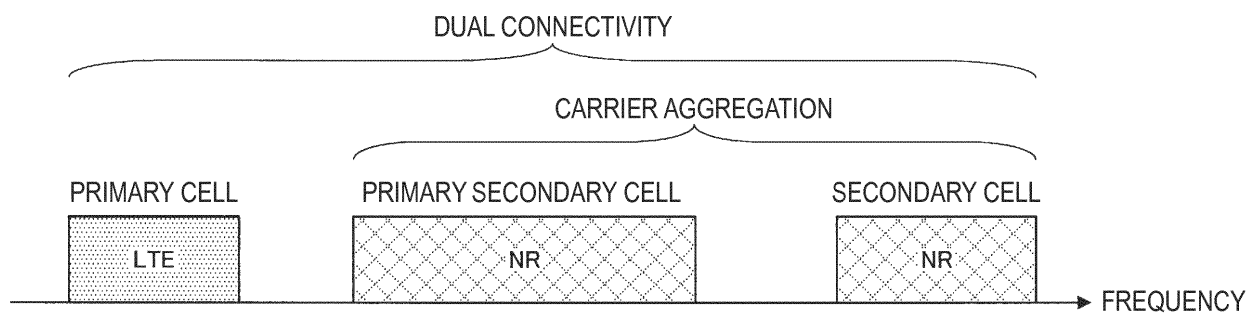 DUAL CONNECTIVITY
CARRIER AGGREGATION
PRIMARY CELL
PRIMARY SECONDARY CELL
SECONDARY CELL
LTE
NR
NR
FREQUENCY